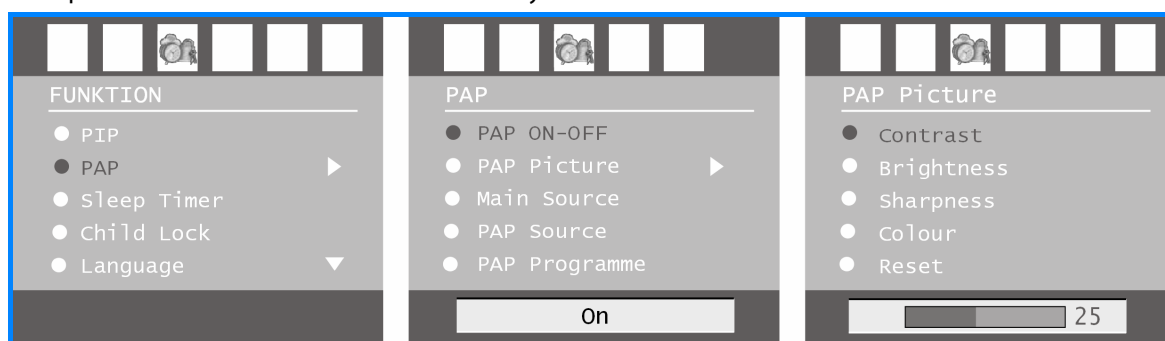 FUNKTION
PIP
PAP
Sleep Timer
Child Lock
Language
PAP
PAP ON-OFF
PAP Picture
Main Source
PAP Source
PAP Programme
On
PAP Picture
Contrast
Brightness
Sharpness
Colour
Reset
25